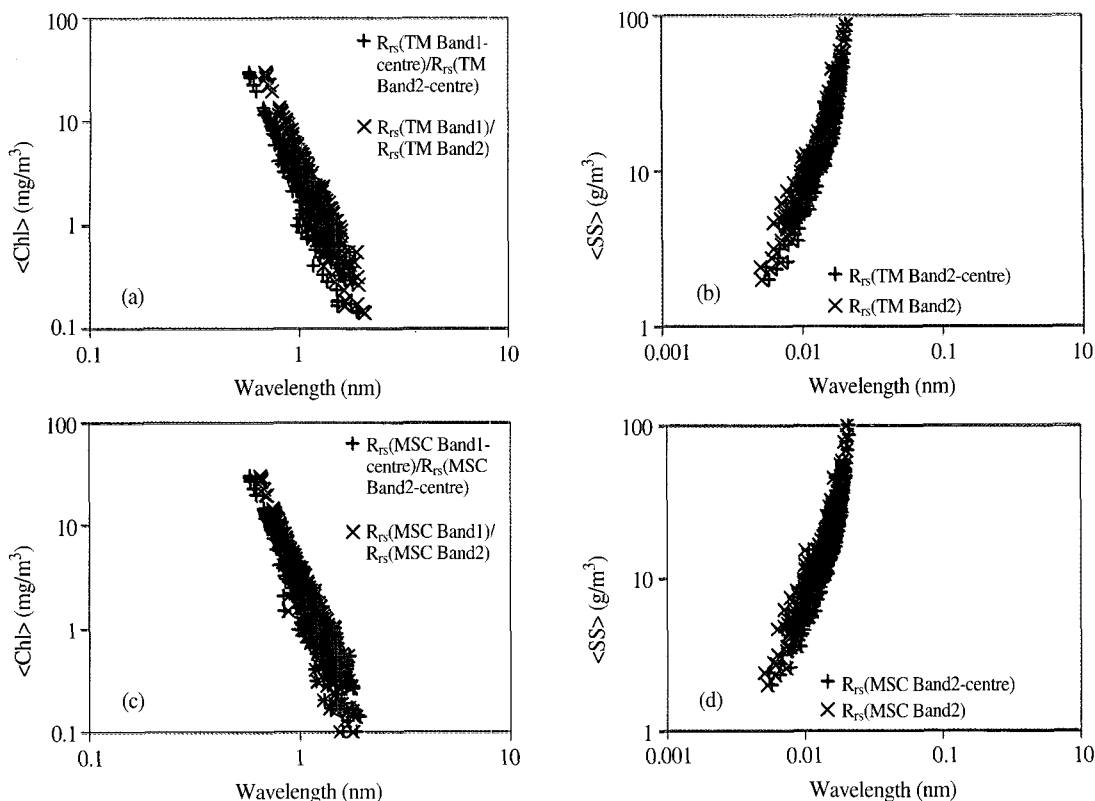 100
10
1
0.1
<Chl> (mg/m³)
+ Rrs(TM Band1-
centre)/Rrs(TM
Band2-centre)
× Rrs(TM Band1)/
Rrs(TM Band2)
(a)
0.1 1 10
Wavelength (nm)
100
10
1
<SS> (g/m³)
(b)
+ Rrs(TM Band2-centre)
× Rrs(TM Band2)
0.001 0.01 0.1 10
Wavelength (nm)
100
10
1
0.1
<Chl> (mg/m³)
+ Rrs(MSC Band1-
centre)/Rrs(MSC
Band2-centre)
× Rrs(MSC Band1)/
Rrs(MSC Band2)
(c)
0.1 1 10
Wavelength (nm)
100
10
1
<SS> (g/m³)
(d)
+ Rrs(MSC Band2-centre)
× Rrs(MSC Band2)
0.001 0.01 0.1 10
Wavelength (nm)